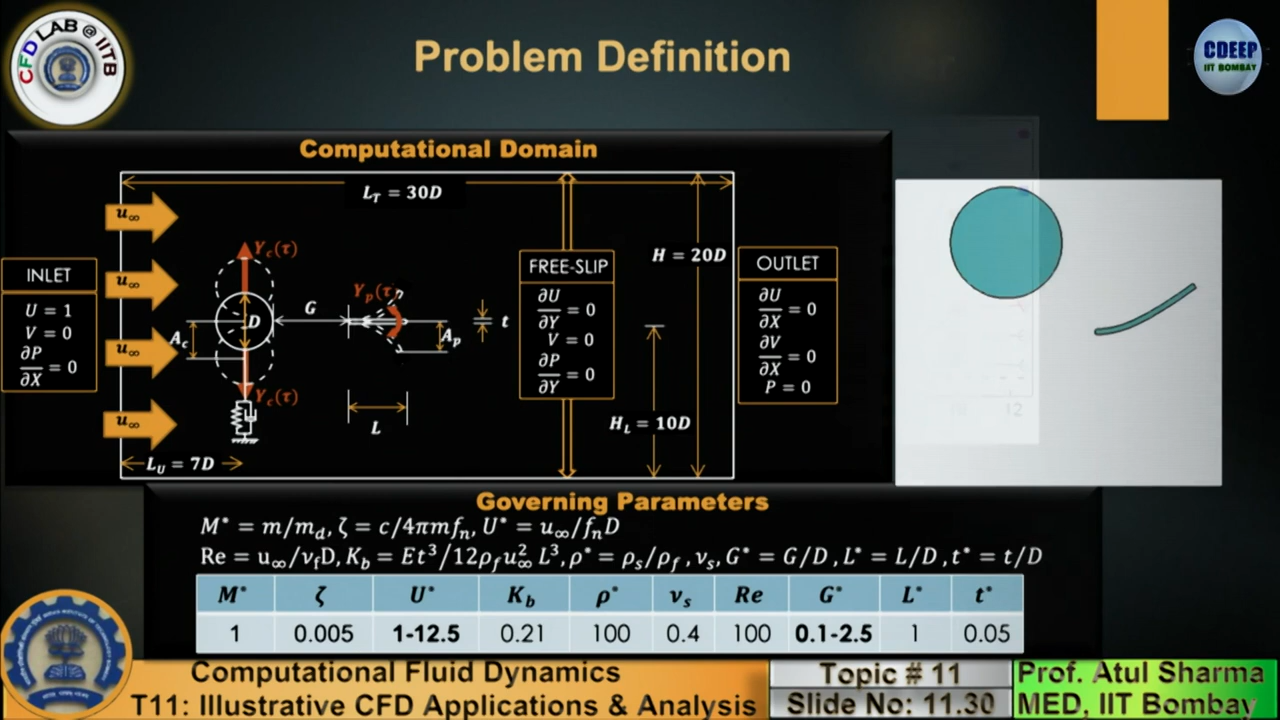 CFD LAB @ IITB
Problem Definition
CDEEP
IIT BOMBAY
Computational Domain
L_T = 30D
u∞
u∞
u∞
u∞
INLET
U = 1
V = 0
∂P/∂X = 0
Y_c(τ)
D
A_c
Y_c(τ)
G
Y_p(τ)
A_p
t
L
L_U = 7D
FREE-SLIP
∂U/∂Y = 0
V = 0
∂P/∂Y = 0
H = 20D
H_L = 10D
OUTLET
∂U/∂X = 0
∂V/∂X = 0
P = 0
12
Governing Parameters
M* = m/m_d, ζ = c/4πmf_n, U* = u∞/f_nD
Re = u∞/ν_fD, K_b = Et³/12ρ_fu²∞ L³, ρ* = ρ_s/ρ_f, ν_s, G* = G/D, L* = L/D, t* = t/D
M* ζ U* K_b ρ* ν_s Re G* L* t*
1 0.005 1-12.5 0.21 100 0.4 100 0.1-2.5 1 0.05
Computational Fluid Dynamics
T11: Illustrative CFD Applications & Analysis
Topic # 11
Slide No: 11.30
Prof. Atul Sharma
MED, IIT Bombay